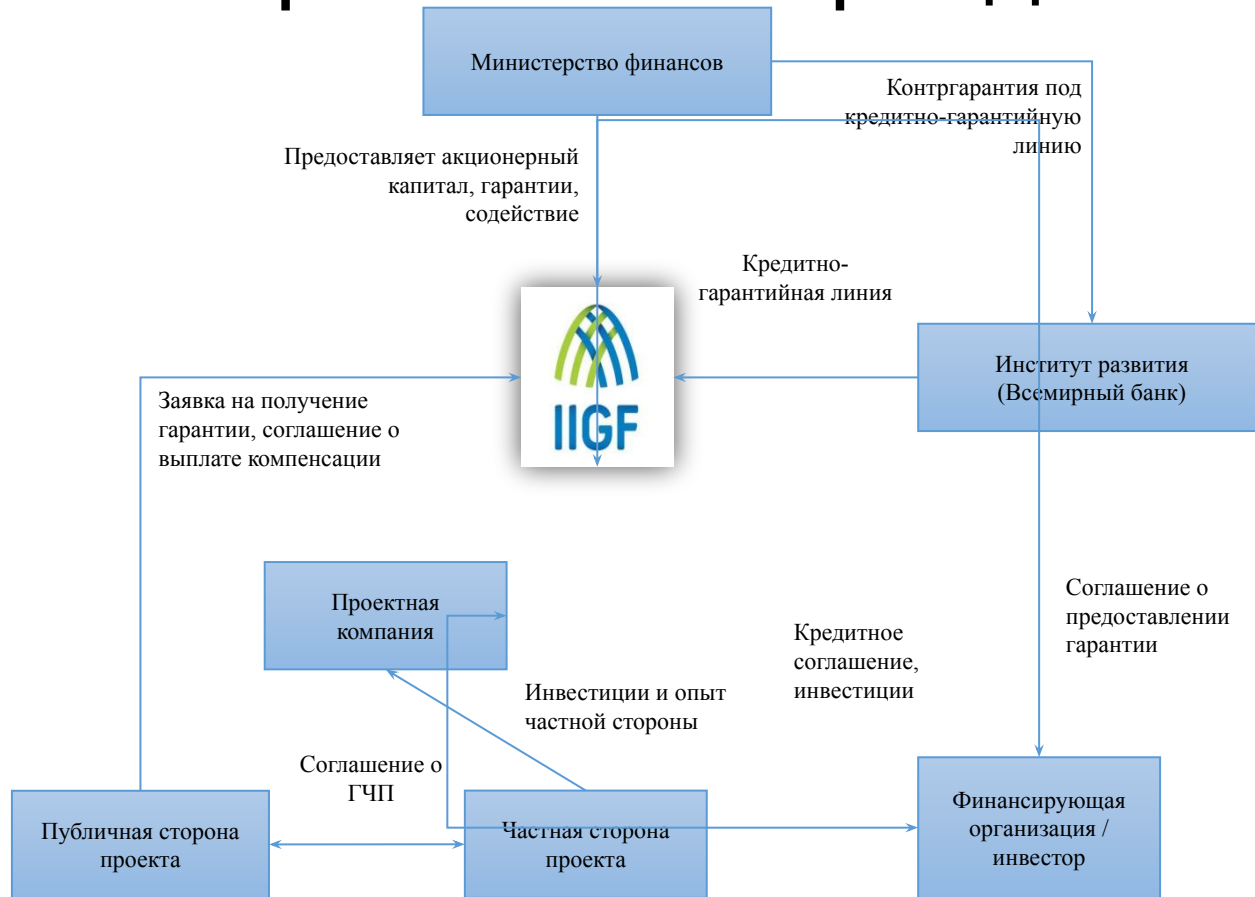 Министерство финансов
Контргарантия под
кредитно-гарантийную
линию
Предоставляет акционерный
капитал, гарантии,
содействие
Кредитно-
гарантийная линия
IIGF
Институт развития
(Всемирный банк)
Заявка на получение
гарантии, соглашение о
выплате компенсации
Проектная
компания
Соглашение о
предоставлении
гарантии
Кредитное
соглашение,
инвестиции
Инвестиции и опыт
частной стороны
Соглашение о
ГЧП
Публичная сторона
проекта
Частная сторона
проекта
Финансирующая
организация /
инвестор